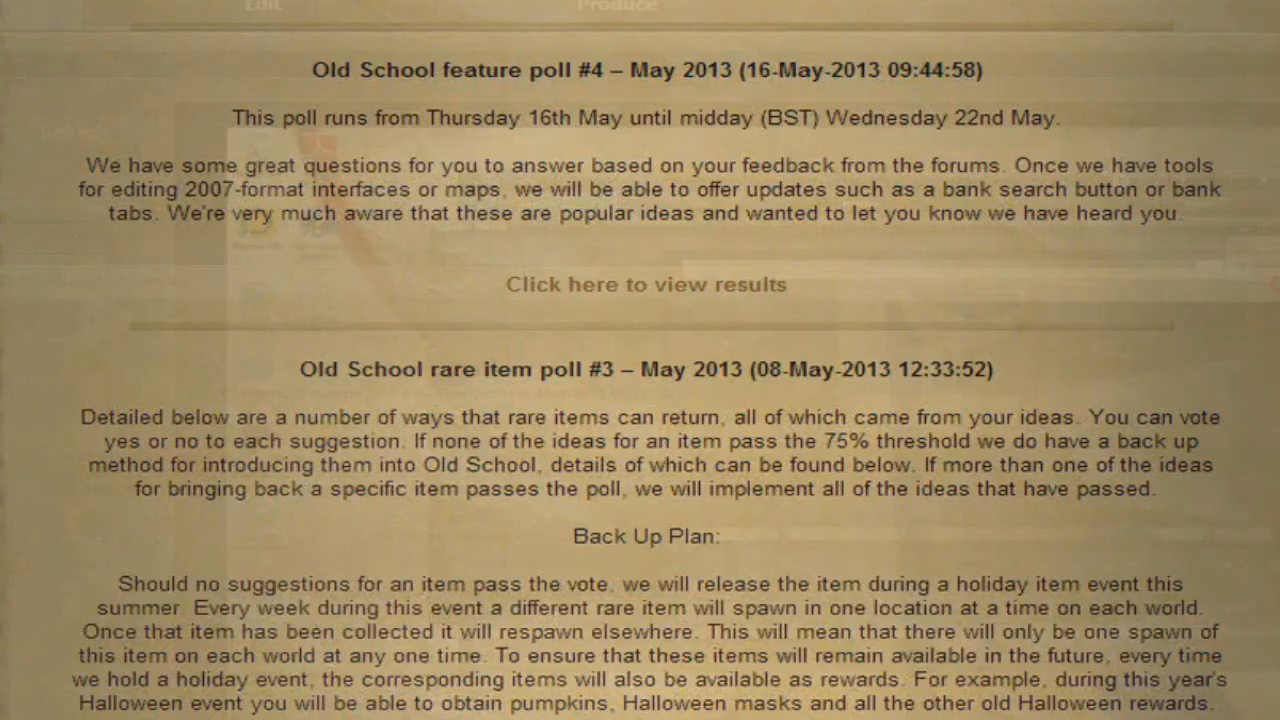 Edit Produce
Old School feature poll #4 – May 2013 (16-May-2013 09:44:58)
This poll runs from Thursday 16th May until midday (BST) Wednesday 22nd May.
Refresh
We have some great questions for you to answer based on your feedback from the forums. Once we have tools
for editing 2007-format interfaces or maps, we will be able to offer updates such as a bank search button or bank
tabs. We're very much aware that these are popular ideas and wanted to let you know we have heard you.
Click here to view results
Old School rare item poll #3 – May 2013 (08-May-2013 12:33:52)
Detailed below are a number of ways that rare items can return, all of which came from your ideas. You can vote
yes or no to each suggestion. If none of the ideas for an item pass the 75% threshold we do have a back up
method for introducing them into Old School, details of which can be found below. If more than one of the ideas
for bringing back a specific item passes the poll, we will implement all of the ideas that have passed.
Back Up Plan:
Should no suggestions for an item pass the vote, we will release the item during a holiday item event this
summer. Every week during this event a different rare item will spawn in one location at a time on each world.
Once that item has been collected it will respawn elsewhere. This will mean that there will only be one spawn of
this item on each world at any one time. To ensure that these items will remain available in the future, every time
we hold a holiday event, the corresponding items will also be available as rewards. For example, during this year's
Halloween event you will be able to obtain pumpkins, Halloween masks and all the other old Halloween rewards.